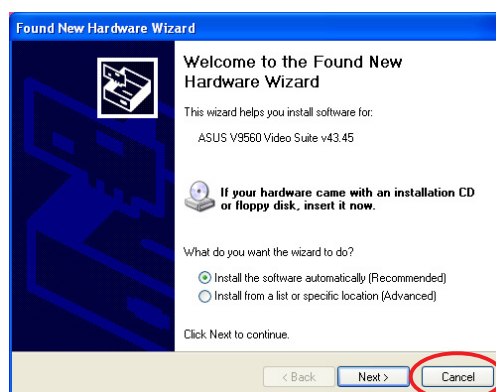 Found New Hardware Wizard
Welcome to the Found New
Hardware Wizard
This wizard helps you install software for:
ASUS V9560 Video Suite v43.45
If your hardware came with an installation CD
or floppy disk, insert it now.
What do you want the wizard to do?
Install the software automatically (Recommended)
Install from a list or specific location (Advanced)
Click Next to continue.
< Back
Next >
Cancel